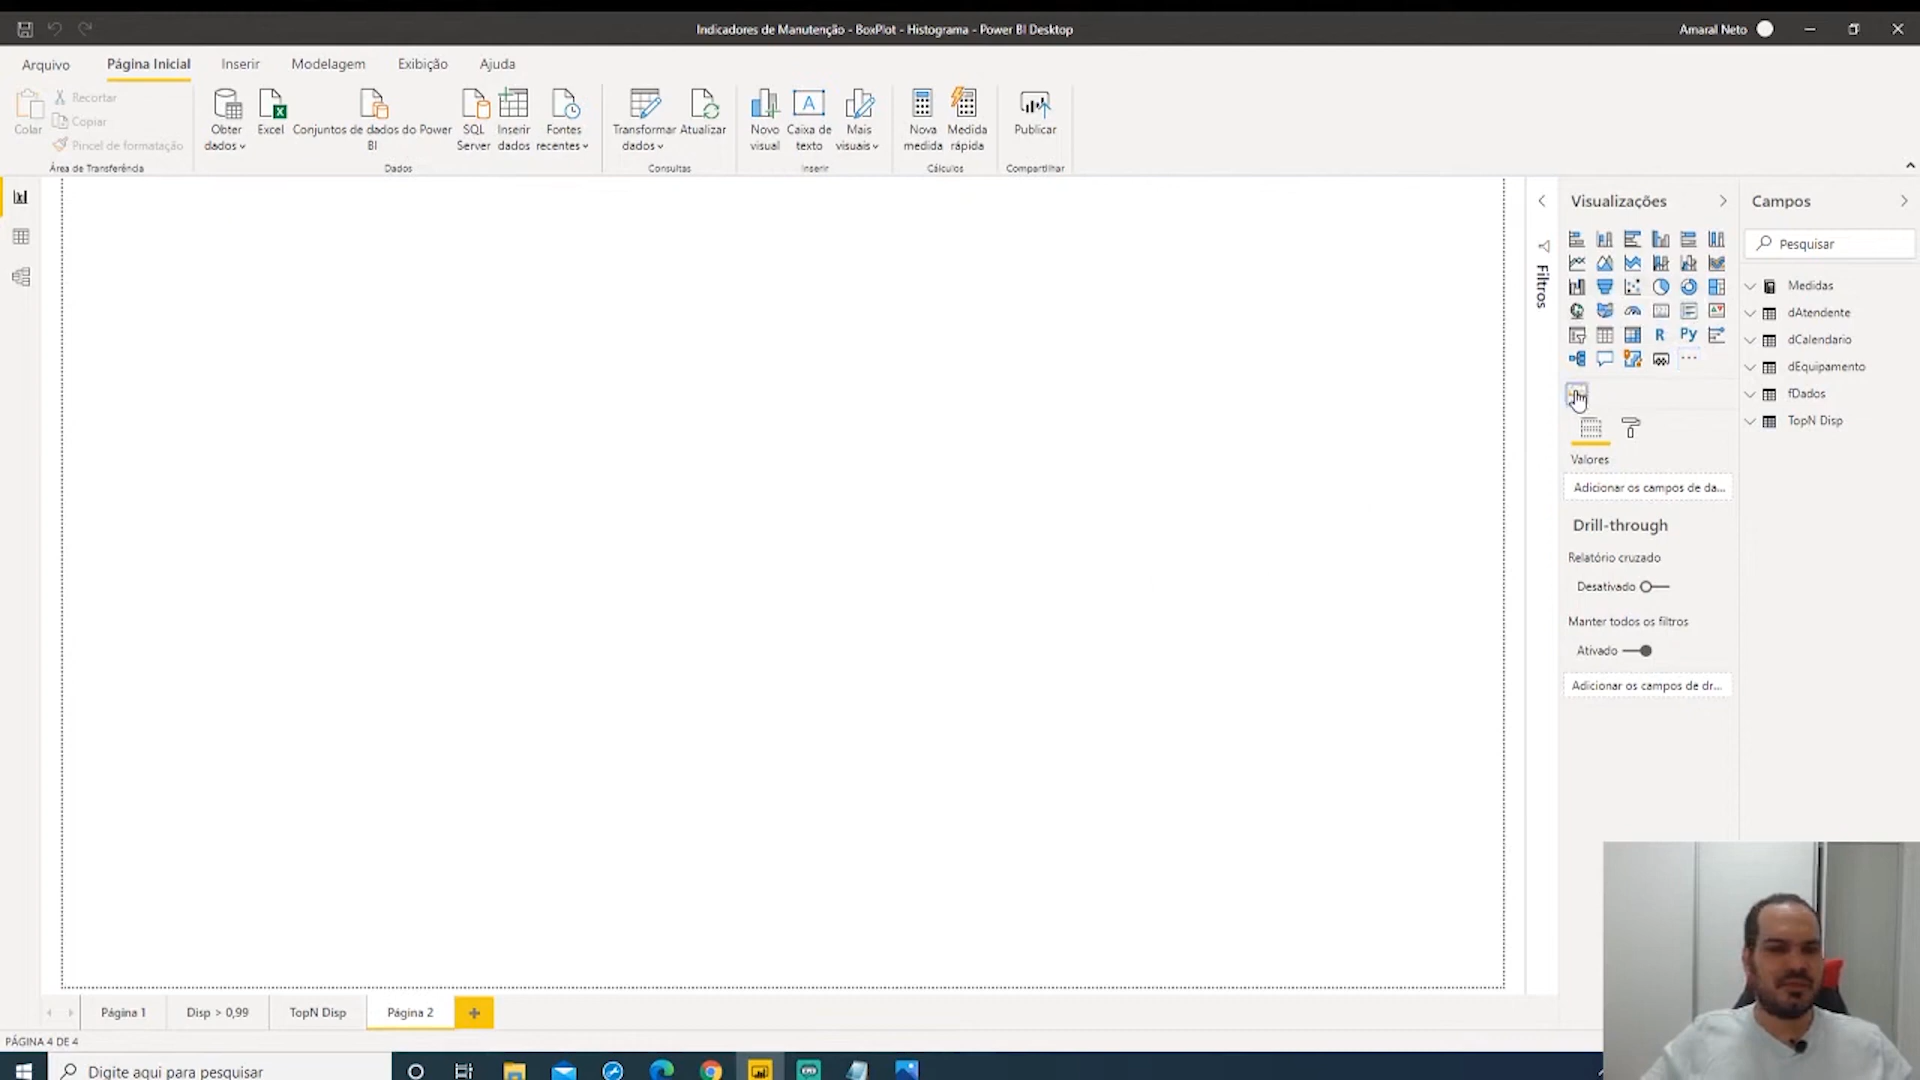 Indicadores de Manutenção - BoxPlot - Histograma - Power BI Desktop
Amaral Neto
Arquivo
Página Inicial
Inserir
Modelagem
Exibição
Ajuda
Colar
Recortar
Copiar
Pincel de formatação
Área de Transferência
Obter
dados
Excel
Conjuntos de dados do Power
BI
SQL
Server
Inserir
dados
Fontes
recentes
Dados
Transformar
dados
Atualizar
Consultas
Novo
visual
Caixa de
texto
Mais
visuais
Inserir
Nova
medida
Medida
rápida
Cálculos
Publicar
Compartilhar
Filtros
Visualizações
R
Py
Valores
Adicionar os campos de da...
Drill-through
Relatório cruzado
Desativado
Manter todos os filtros
Ativado
Adicionar os campos de dr...
Campos
Pesquisar
Medidas
dAtendente
dCalendario
dEquipamento
fDados
TopN Disp
Página 1
Disp > 0,99
TopN Disp
Página 2
PÁGINA 4 DE 4
Digite aqui para pesquisar